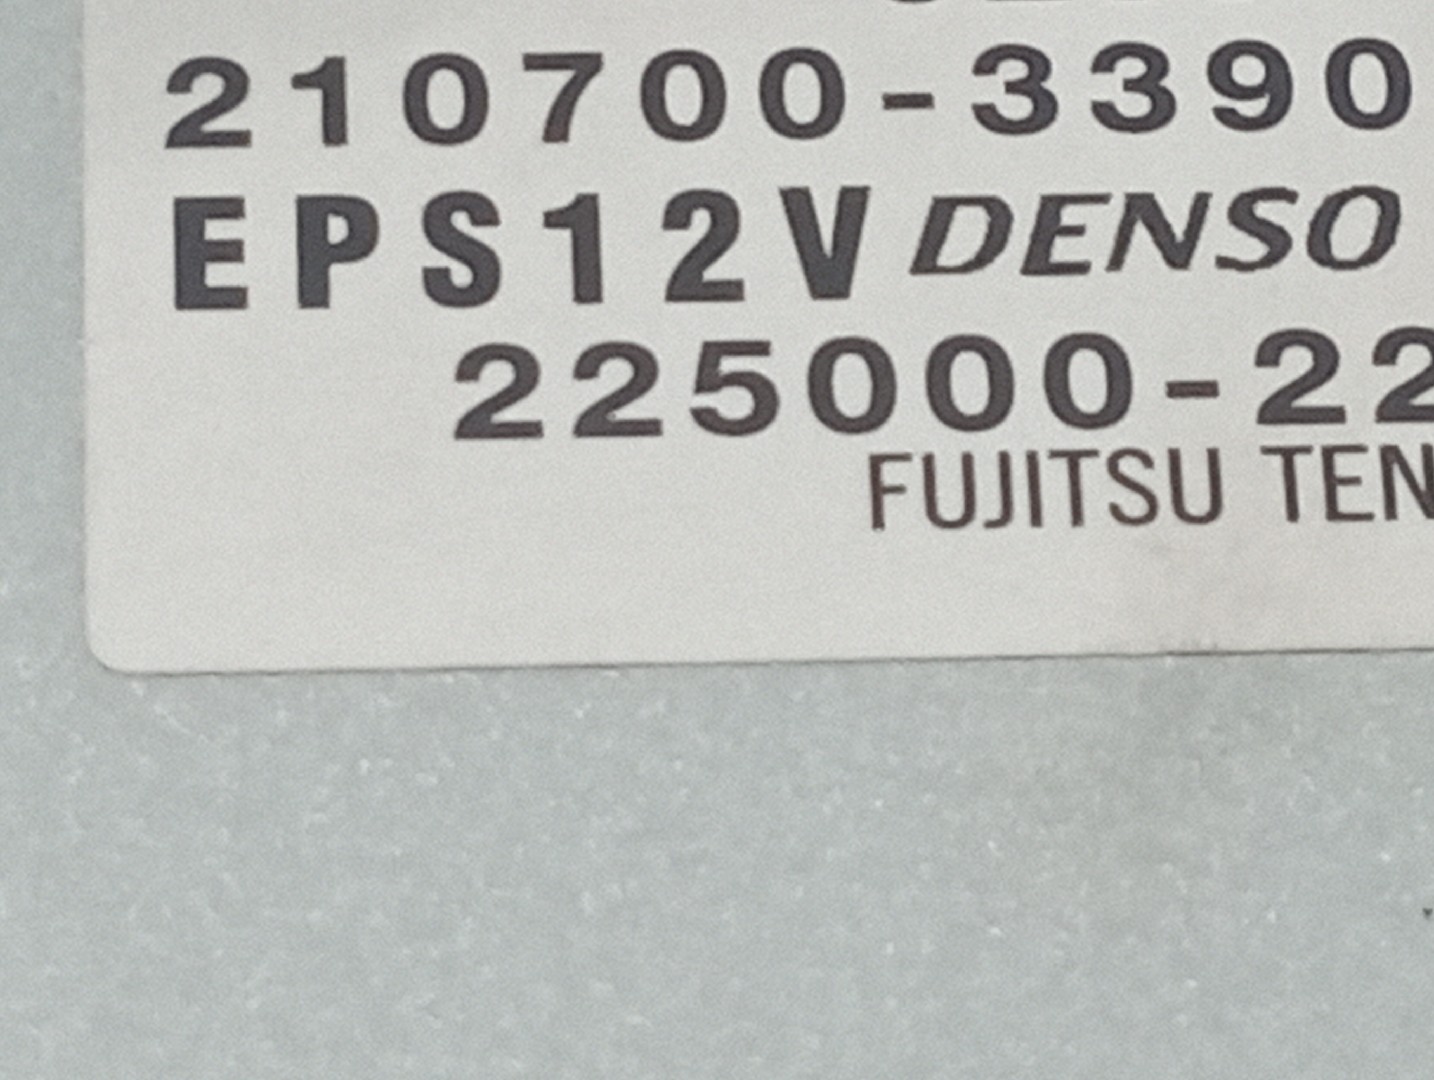 210700-3390
EPS12V DENSO
225000-22
FUJITSU TEN